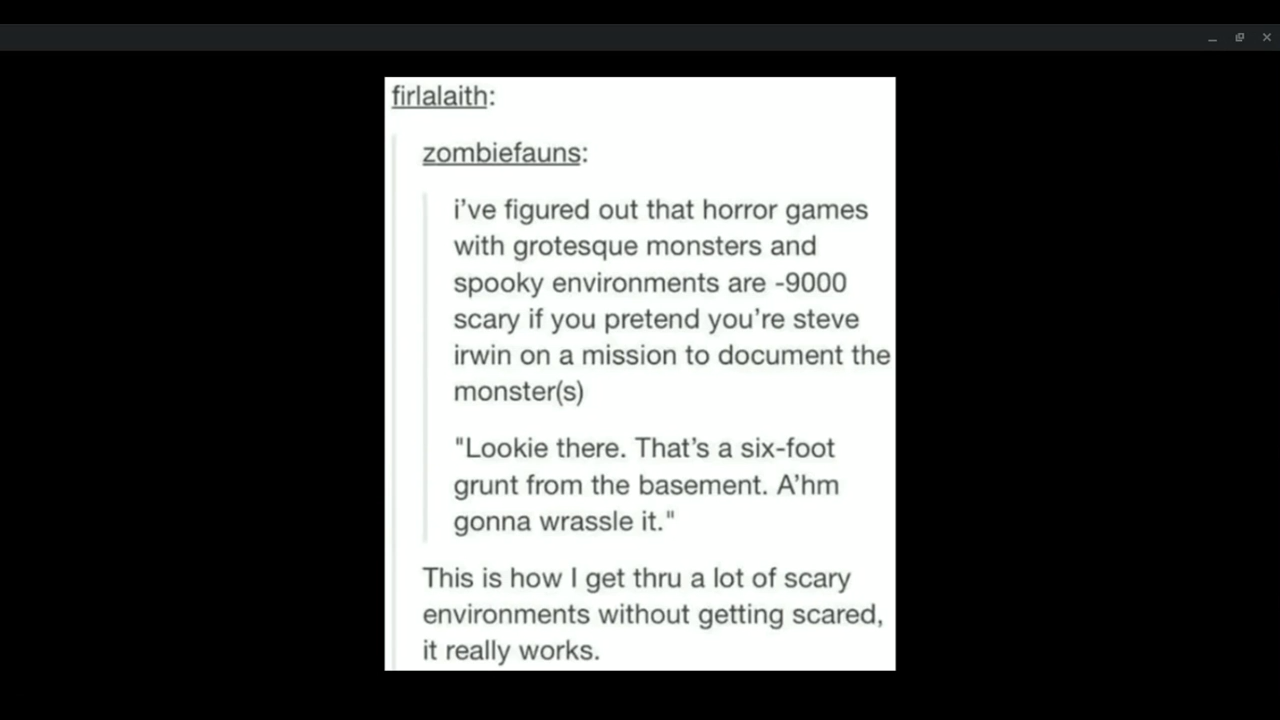 firlalaith:
zombiefauns:
i've figured out that horror games
with grotesque monsters and
spooky environments are -9000
scary if you pretend you're steve
irwin on a mission to document the
monster(s)
"Lookie there. That's a six-foot
grunt from the basement. A'hm
gonna wrassle it."
This is how I get thru a lot of scary
environments without getting scared,
it really works.